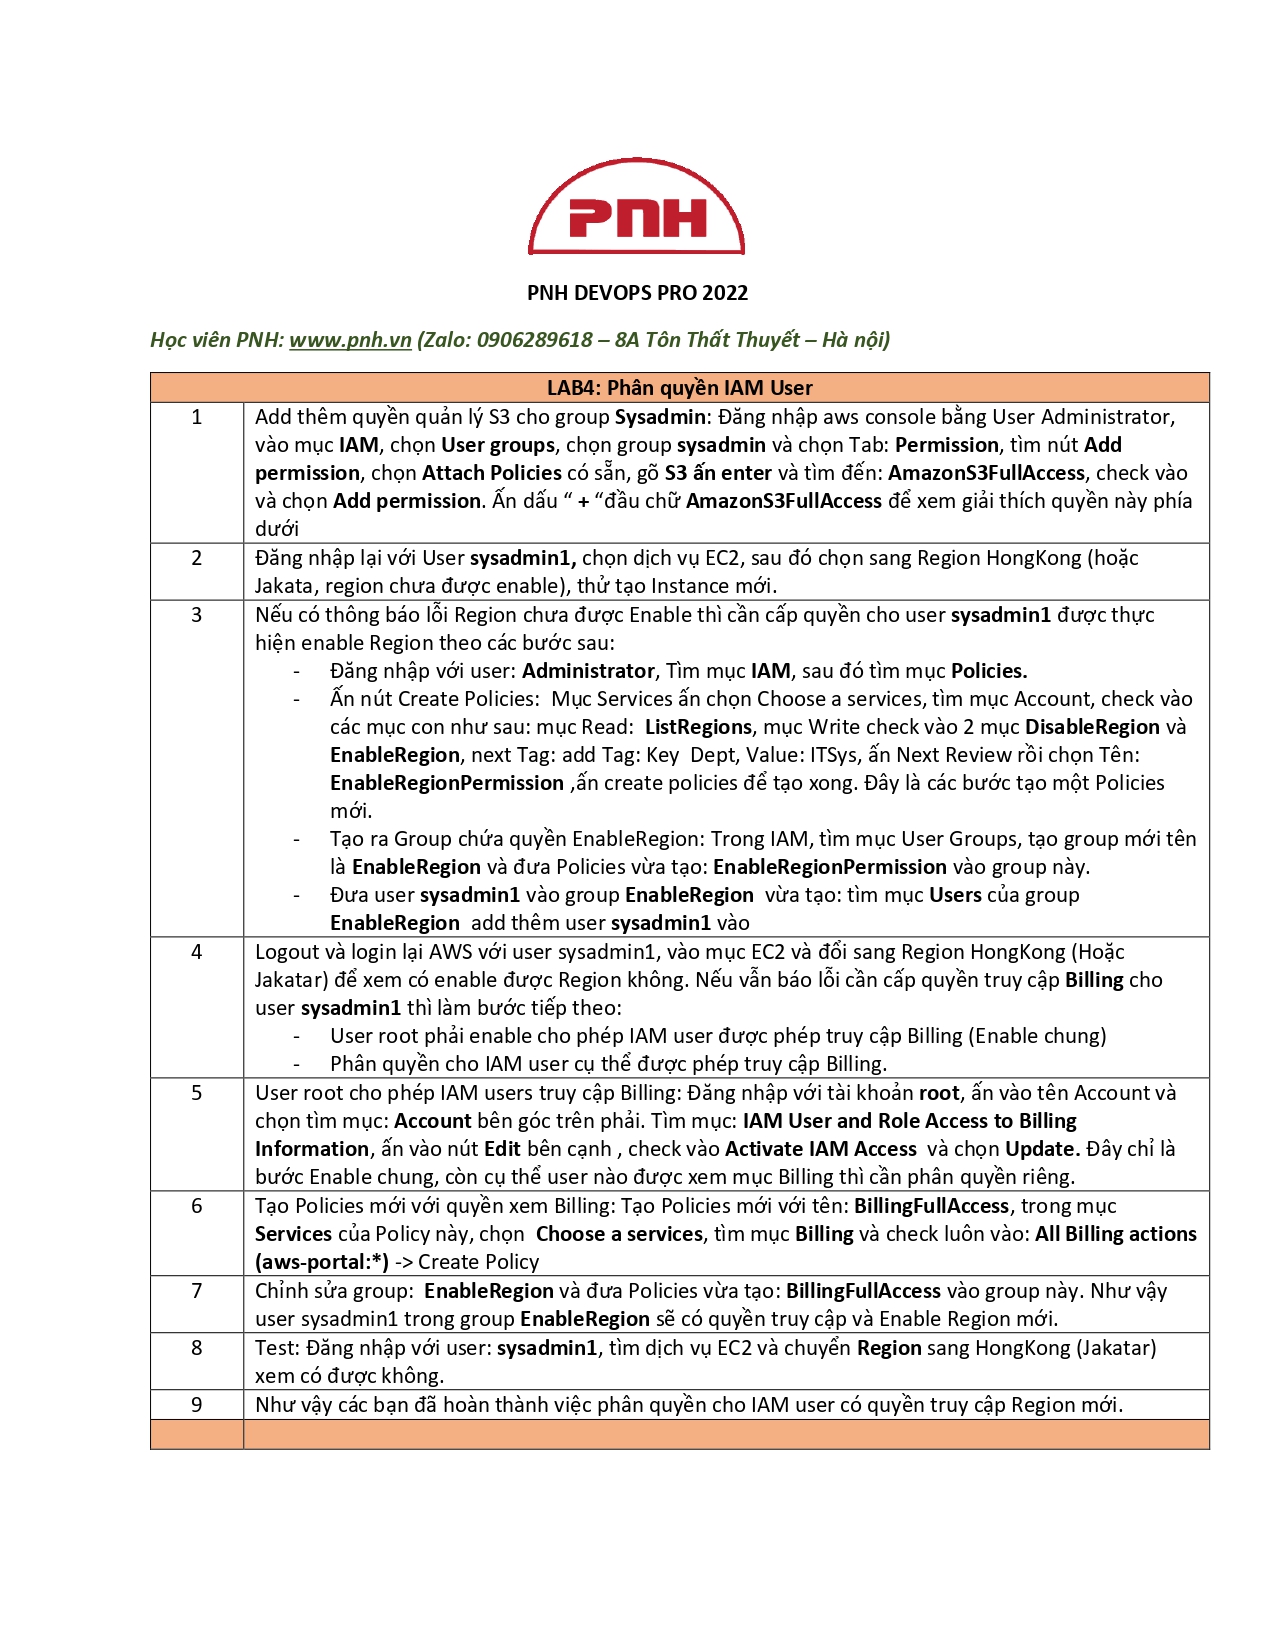 PNH
PNH DEVOPS PRO 2022
Học viên PNH: www.pnh.vn (Zalo: 0906289618 – 8A Tôn Thất Thuyết – Hà nội)
LAB4: Phân quyền IAM User
1 Add thêm quyền quản lý S3 cho group Sysadmin: Đăng nhập aws console bằng User Administrator,
vào mục IAM, chọn User groups, chọn group sysadmin và chọn Tab: Permission, tìm nút Add
permission, chọn Attach Policies có sẵn, gõ S3 ấn enter và tìm đến: AmazonS3FullAccess, check vào
và chọn Add permission. Ấn dấu “ + “đầu chữ AmazonS3FullAccess để xem giải thích quyền này phía
dưới
2 Đăng nhập lại với User sysadmin1, chọn dịch vụ EC2, sau đó chọn sang Region HongKong (hoặc
Jakata, region chưa được enable), thử tạo Instance mới.
3 Nếu có thông báo lỗi Region chưa được Enable thì cần cấp quyền cho user sysadmin1 được thực
hiện enable Region theo các bước sau:
- Đăng nhập với user: Administrator, Tìm mục IAM, sau đó tìm mục Policies.
- Ấn nút Create Policies: Mục Services ấn chọn Choose a services, tìm mục Account, check vào
các mục con như sau: mục Read: ListRegions, mục Write check vào 2 mục DisableRegion và
EnableRegion, next Tag: add Tag: Key Dept, Value: ITSys, ấn Next Review rồi chọn Tên:
EnableRegionPermission ,ấn create policies để tạo xong. Đây là các bước tạo một Policies
mới.
- Tạo ra Group chứa quyền EnableRegion: Trong IAM, tìm mục User Groups, tạo group mới tên
là EnableRegion và đưa Policies vừa tạo: EnableRegionPermission vào group này.
- Đưa user sysadmin1 vào group EnableRegion vừa tạo: tìm mục Users của group
EnableRegion add thêm user sysadmin1 vào
4 Logout và login lại AWS với user sysadmin1, vào mục EC2 và đổi sang Region HongKong (Hoặc
Jakatar) để xem có enable được Region không. Nếu vẫn báo lỗi cần cấp quyền truy cập Billing cho
user sysadmin1 thì làm bước tiếp theo:
- User root phải enable cho phép IAM user được phép truy cập Billing (Enable chung)
- Phân quyền cho IAM user cụ thể được phép truy cập Billing.
5 User root cho phép IAM users truy cập Billing: Đăng nhập với tài khoản root, ấn vào tên Account và
chọn tìm mục: Account bên góc trên phải. Tìm mục: IAM User and Role Access to Billing
Information, ấn vào nút Edit bên cạnh , check vào Activate IAM Access và chọn Update. Đây chỉ là
bước Enable chung, còn cụ thể user nào được xem mục Billing thì cần phân quyền riêng.
6 Tạo Policies mới với quyền xem Billing: Tạo Policies mới với tên: BillingFullAccess, trong mục
Services của Policy này, chọn Choose a services, tìm mục Billing và check luôn vào: All Billing actions
(aws-portal:*) -> Create Policy
7 Chỉnh sửa group: EnableRegion và đưa Policies vừa tạo: BillingFullAccess vào group này. Như vậy
user sysadmin1 trong group EnableRegion sẽ có quyền truy cập và Enable Region mới.
8 Test: Đăng nhập với user: sysadmin1, tìm dịch vụ EC2 và chuyển Region sang HongKong (Jakatar)
xem có được không.
9 Như vậy các bạn đã hoàn thành việc phân quyền cho IAM user có quyền truy cập Region mới.